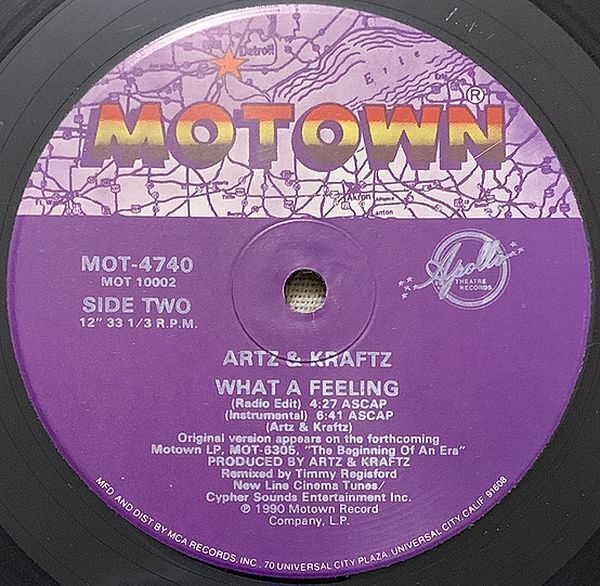 Detroit
Erie
Erie
MOTOWN®
Akron
Canton
MOT-4740
MOT 10002
SIDE TWO
12" 33 1/3 R.P.M.
Apollo
THEATRE
RECORDS
ARTZ & KRAFTZ
WHAT A FEELING
(Radio Edit) 4:27 ASCAP
(Instrumental) 6:41 ASCAP
(Artz & Kraftz)
Original version appears on the forthcoming
Motown LP, MOT-6305, "The Beginning Of An Era"
PRODUCED BY ARTZ & KRAFTZ
Remixed by Timmy Regisford
New Line Cinema Tunes/
Cypher Sounds Entertainment Inc.
℗ 1990 Motown Record
Company, L.P.
MFD AND DIST BY MCA RECORDS, INC. 70 UNIVERSAL CITY PLAZA, UNIVERSAL CITY, CALIF. 91608